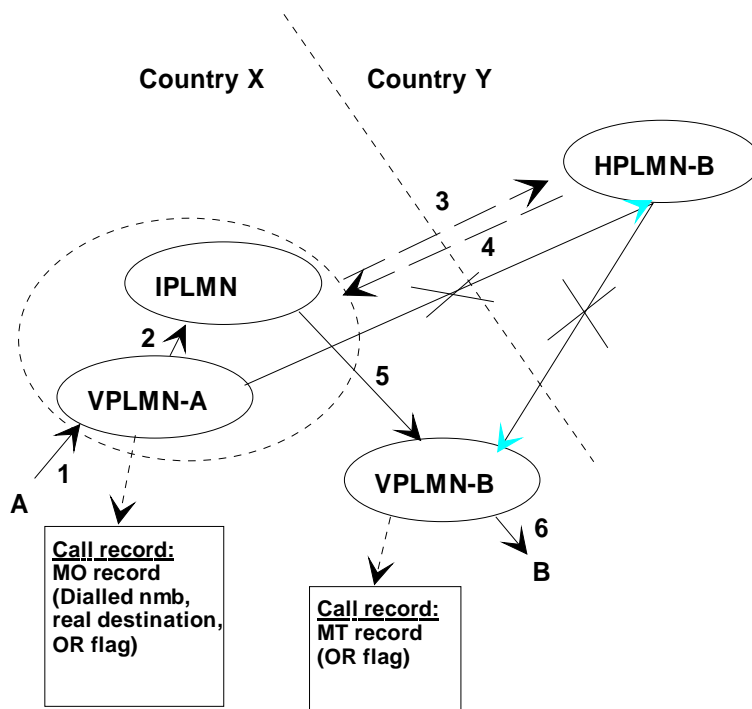 Country X
Country Y
HPLMN-B
3
4
IPLMN
2
5
VPLMN-A
1
A
VPLMN-B
6
B
Call record:
MO record
(Dialled nmb,
real destination,
OR flag)
Call record:
MT record
(OR flag)